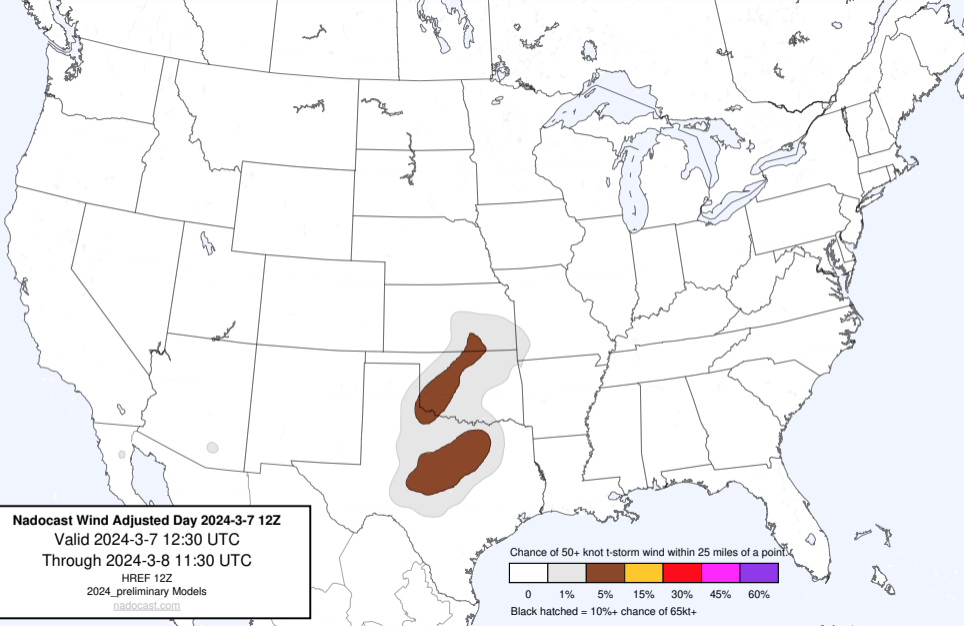 Nadocast Wind Adjusted Day 2024-3-7 12Z
Valid 2024-3-7 12:30 UTC
Through 2024-3-8 11:30 UTC
HREF 12Z
2024_preliminary Models
nadocast.com
Chance of 50+ knot t-storm wind within 25 miles of a point.
0 1% 5% 15% 30% 45% 60%
Black hatched = 10%+ chance of 65kt+